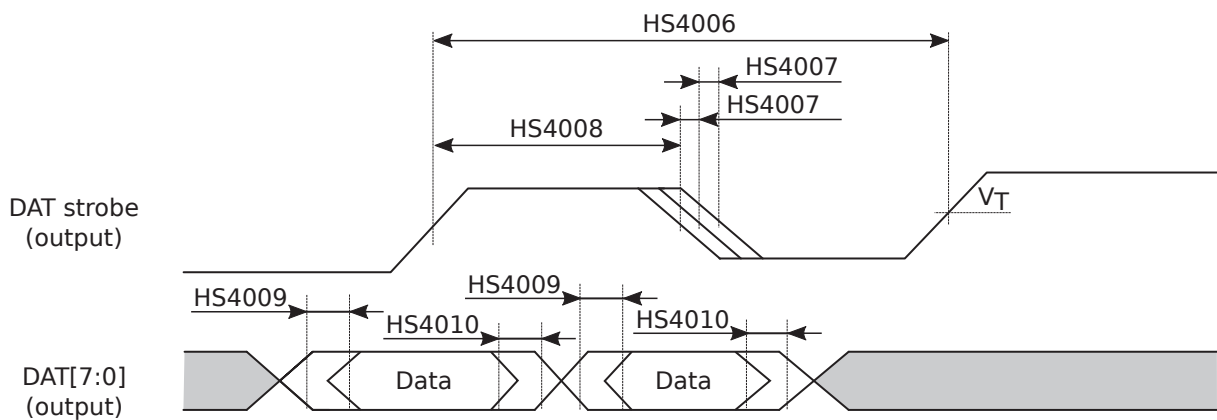 HS4006
HS4007
HS4007
HS4008
DAT strobe
(output)
VT
HS4009
HS4009
HS4010
HS4010
DAT[7:0]
(output)
Data
Data